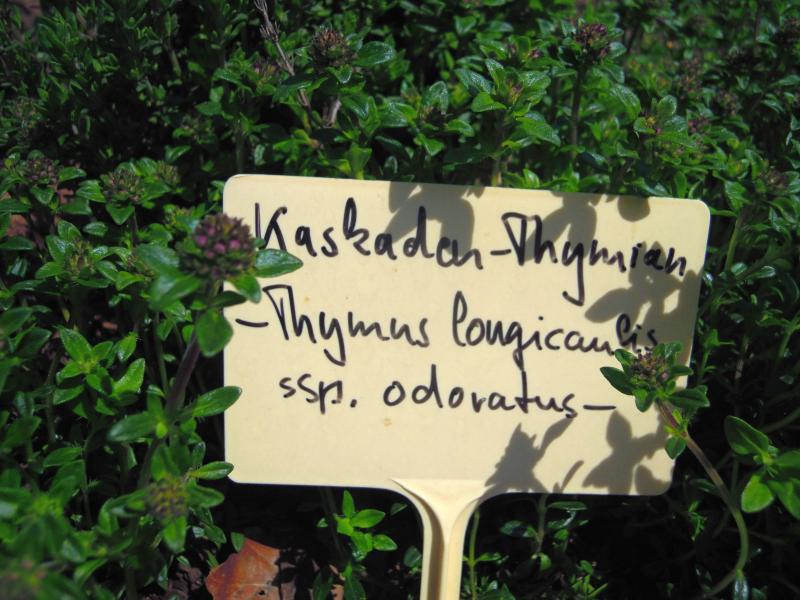 Kaskaden-Thymian
-Thymus longicaulis
ssp. odoratus-